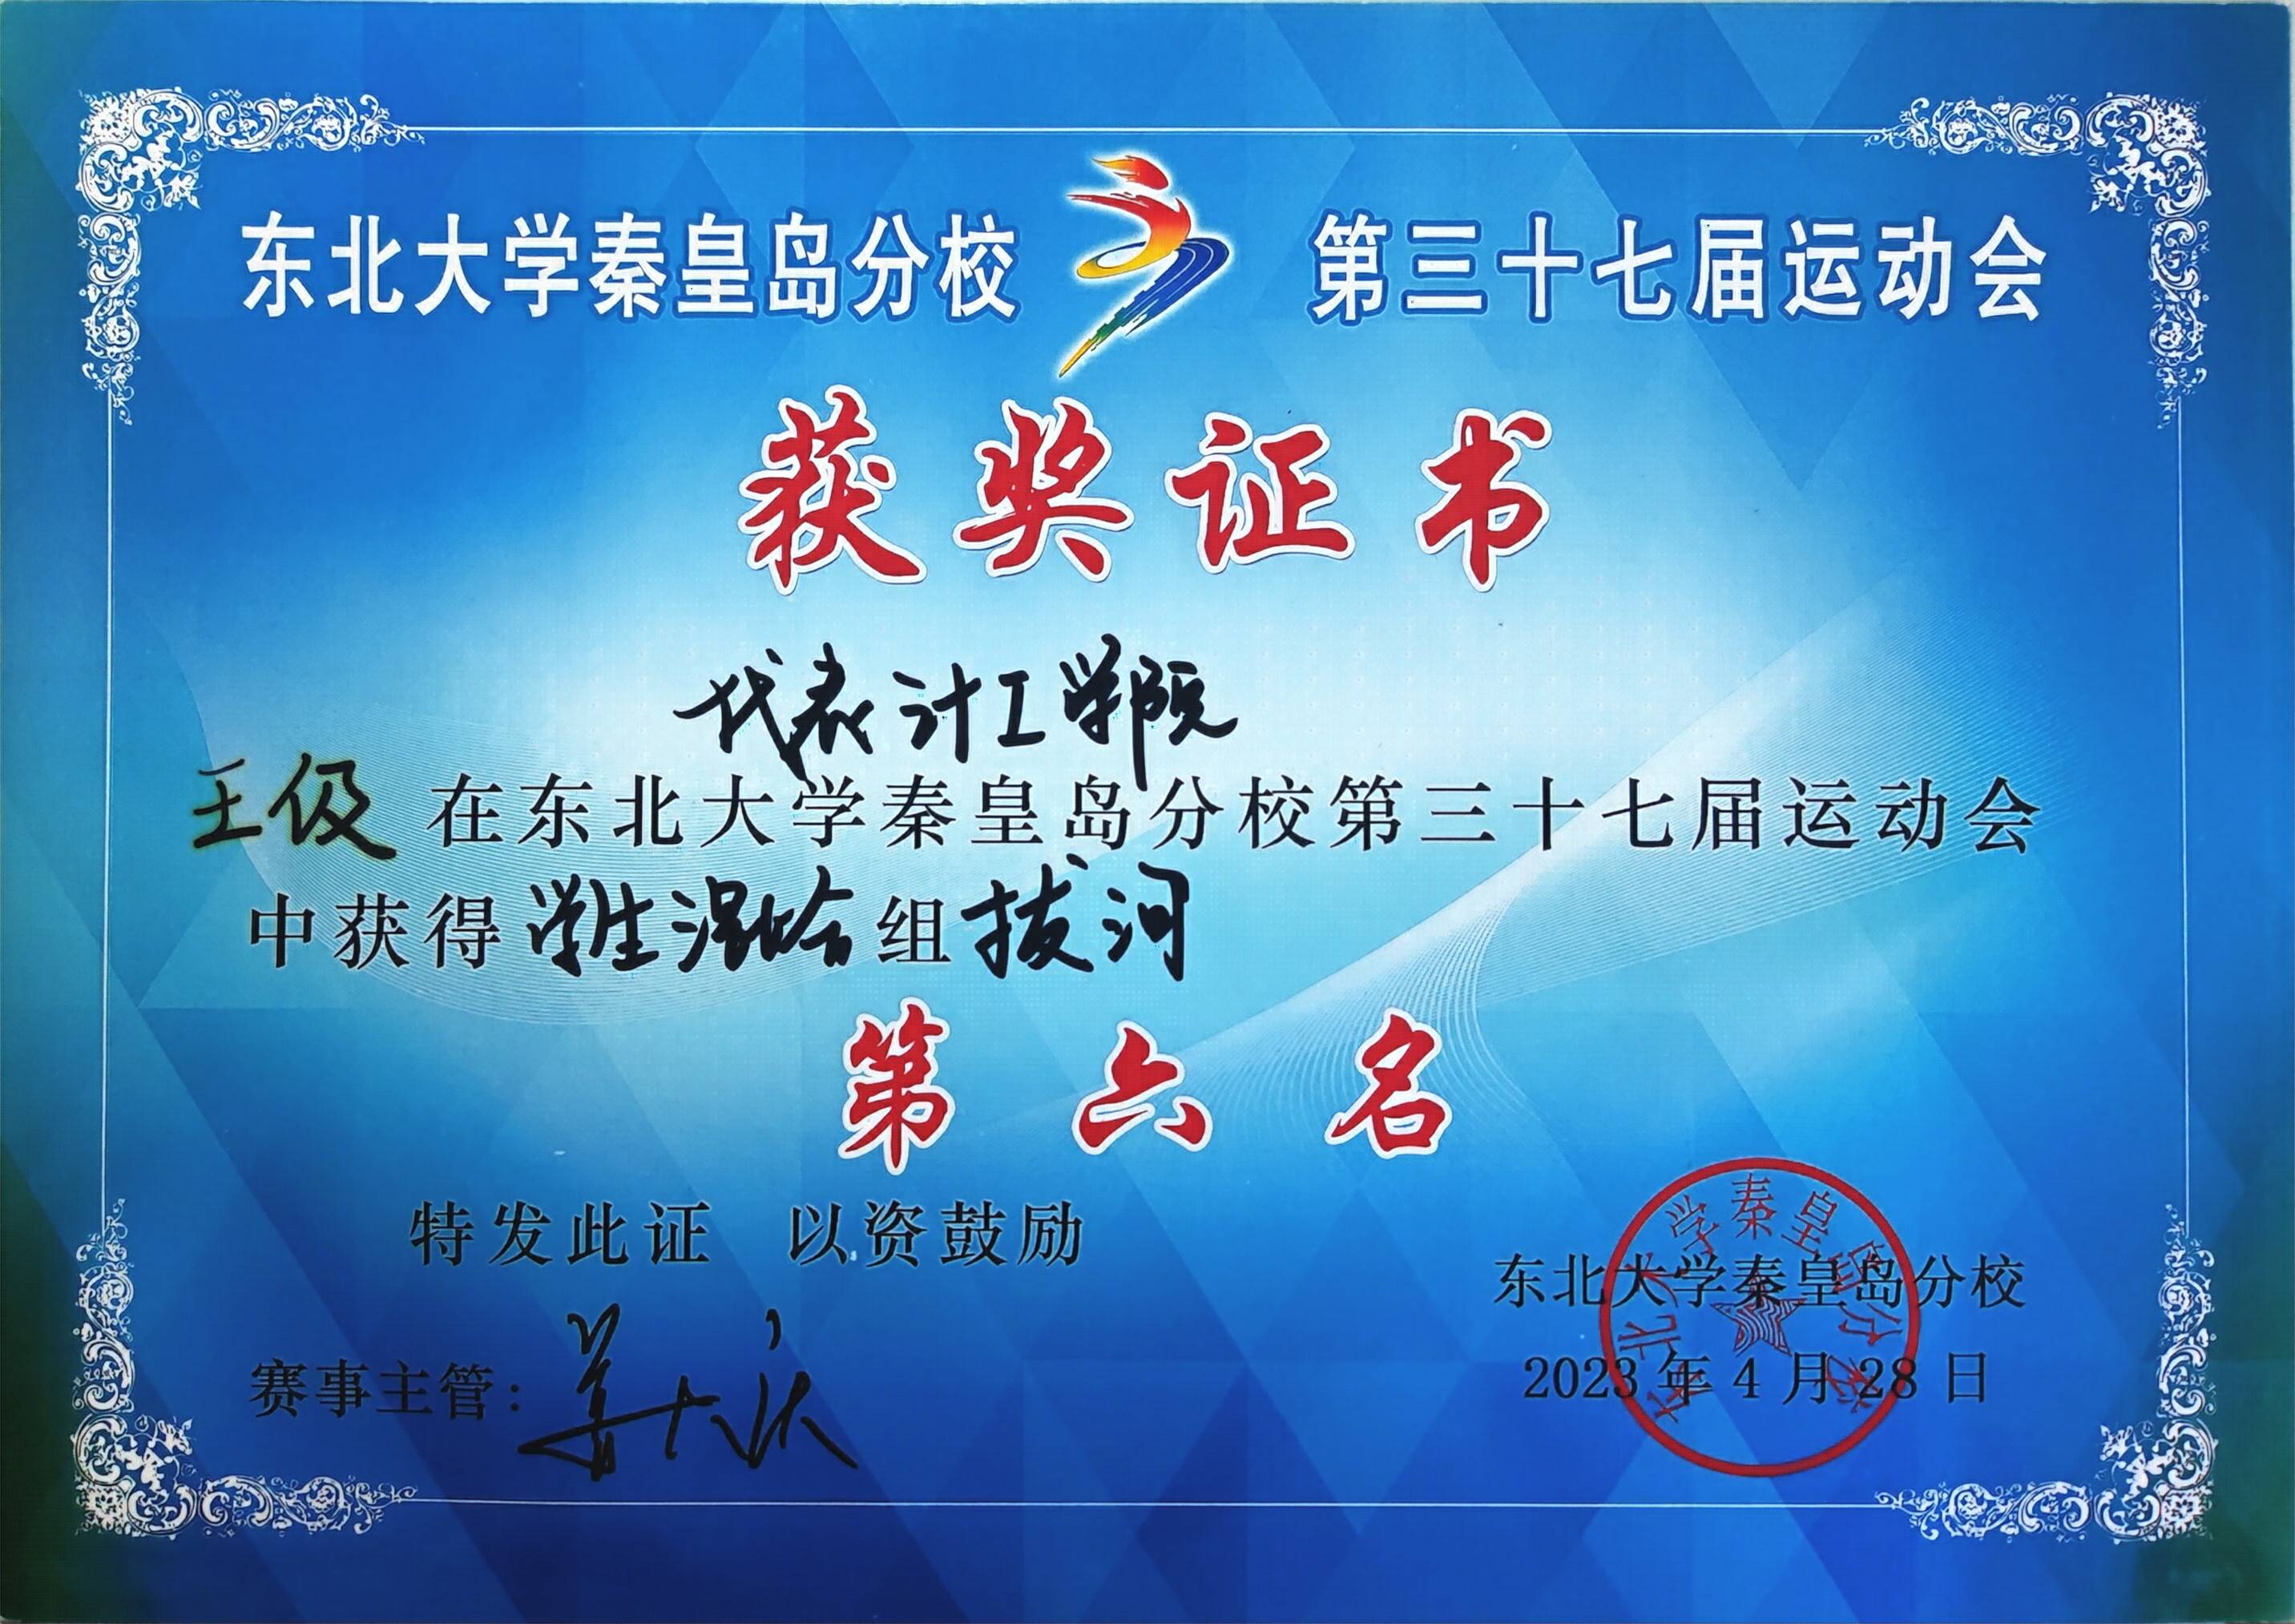 东北大学秦皇岛分校 第三十七届运动会
获奖证书
代表计工学院
王伋 在东北大学秦皇岛分校第三十七届运动会
中获得学生混合组拔河
第六名
特发此证 以资鼓励
东北大学秦皇岛分校
赛事主管:
2023年4月28日
东北大学秦皇岛分校